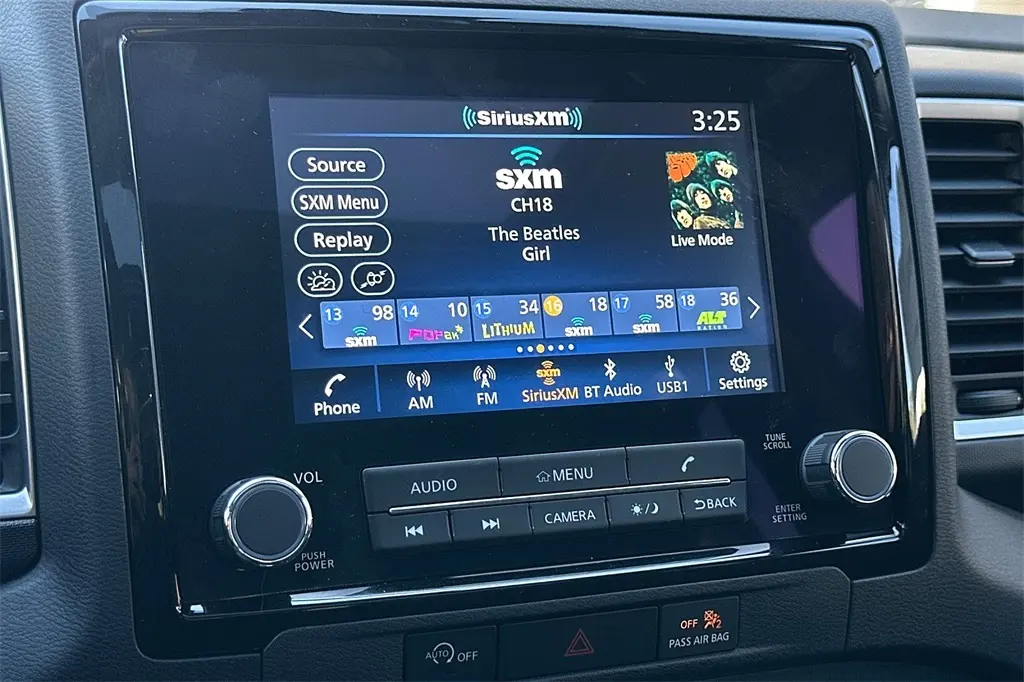 SiriusXM
3:25
Source
SXM Menu
Replay
sxm
CH18
The Beatles
Girl
Live Mode
13 98 sxm
14 10
15 34 LITHIUM
16 18 sxm
17 58 sxm
18 36 ALT NATION
Phone
AM
FM
sxm
SiriusXM
BT Audio
USB1
Settings
VOL
PUSH
POWER
AUDIO
MENU
CAMERA
BACK
TUNE
SCROLL
ENTER
SETTING
AUTO OFF
OFF 2
PASS AIR BAG